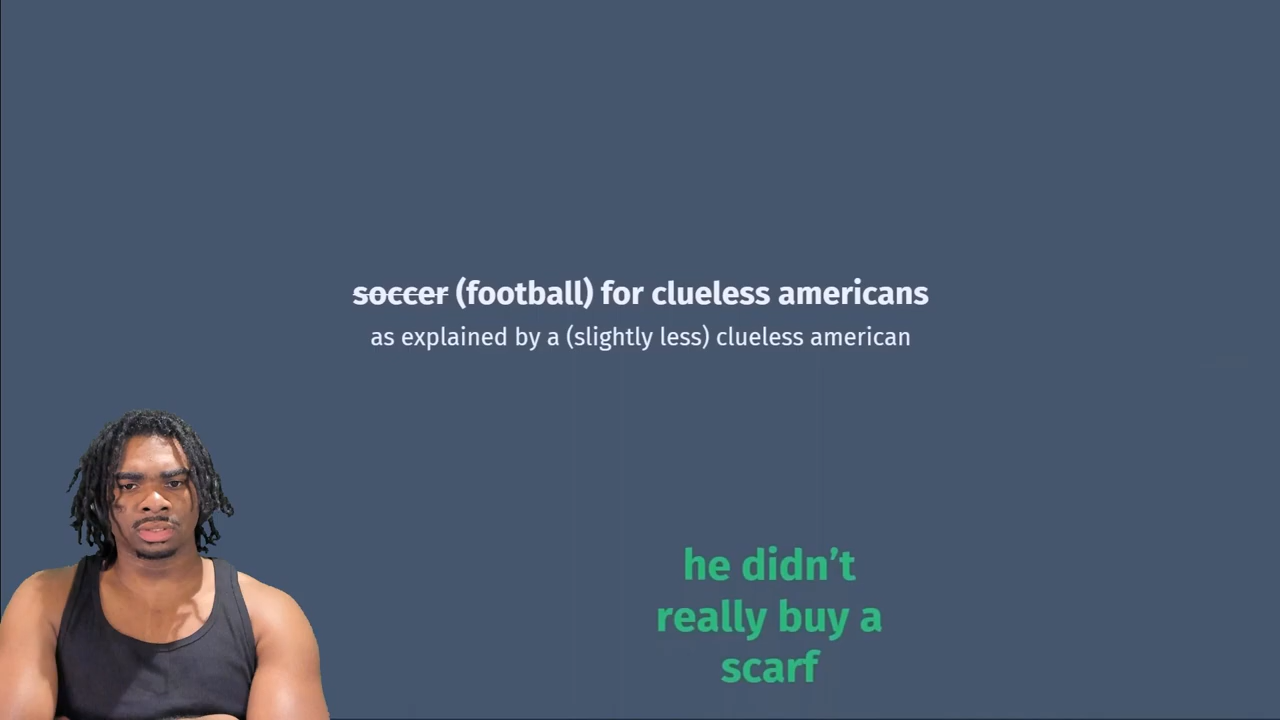 soccer (football) for clueless americans
as explained by a (slightly less) clueless american
he didn’t
really buy a
scarf